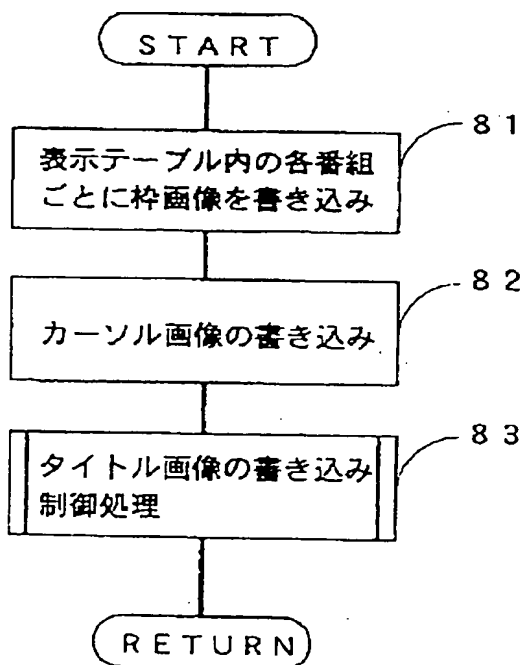 START
81
表示テーブル内の各番組
ごとに枠画像を書き込み
82
カーソル画像の書き込み
83
タイトル画像の書き込み
制御処理
RETURN